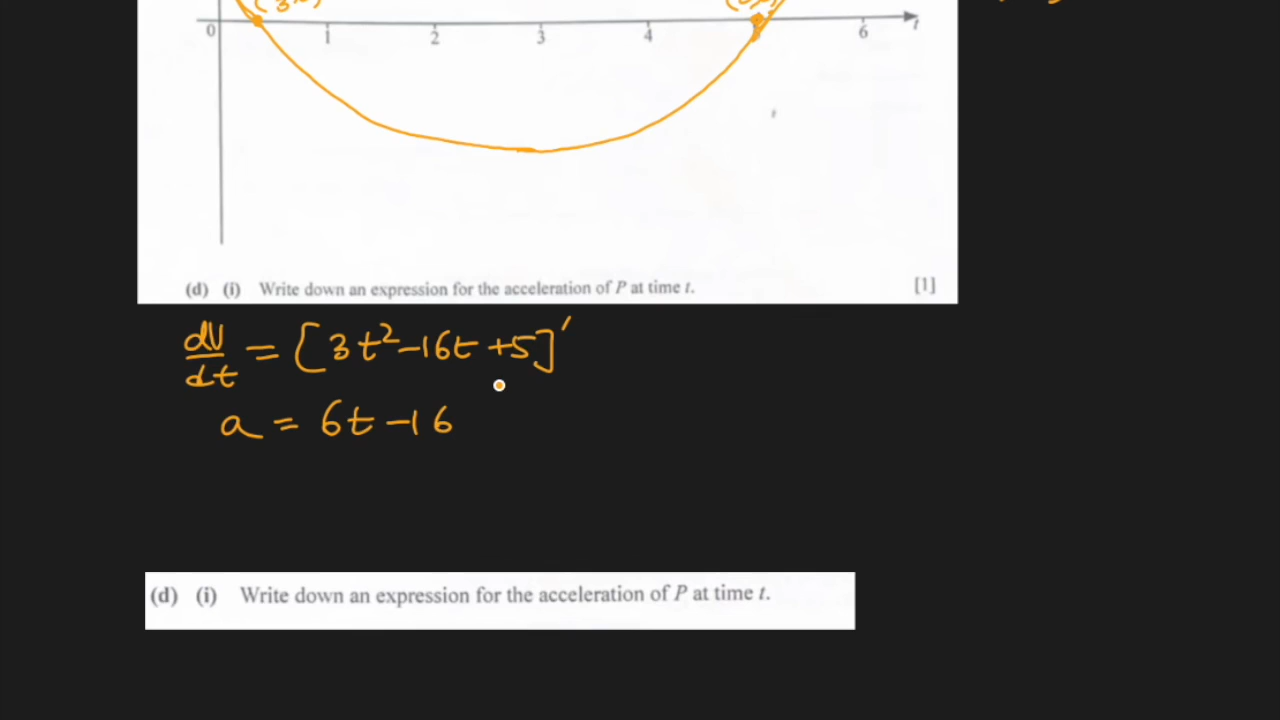 0 1 2 3 4 6 t
(d) (i) Write down an expression for the acceleration of P at time t. [1]
dv/dt = [3t²-16t+5]'
a = 6t-16
(d) (i) Write down an expression for the acceleration of P at time t.